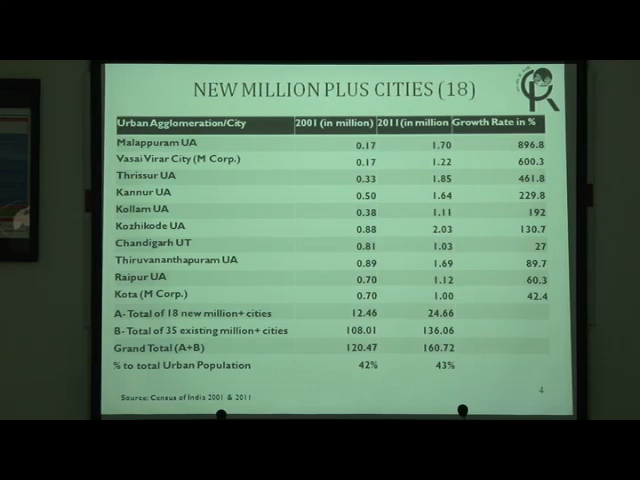 NEW MILLION PLUS CITIES (18)
Urban Agglomeration/City 2001 (in million) 2011(in million Growth Rate in %
Malappuram UA 0.17 1.70 896.8
Vasai Virar City (M Corp.) 0.17 1.22 600.3
Thrissur UA 0.33 1.85 461.8
Kannur UA 0.50 1.64 229.8
Kollam UA 0.38 1.11 192
Kozhikode UA 0.88 2.03 130.7
Chandigarh UT 0.81 1.03 27
Thiruvananthapuram UA 0.89 1.69 89.7
Raipur UA 0.70 1.12 60.3
Kota (M Corp.) 0.70 1.00 42.4
A- Total of 18 new million+ cities 12.46 24.66
B- Total of 35 existing million+ cities 108.01 136.06
Grand Total (A+B) 120.47 160.72
% to total Urban Population 42% 43%
Source: Census of India 2001 & 2011
4